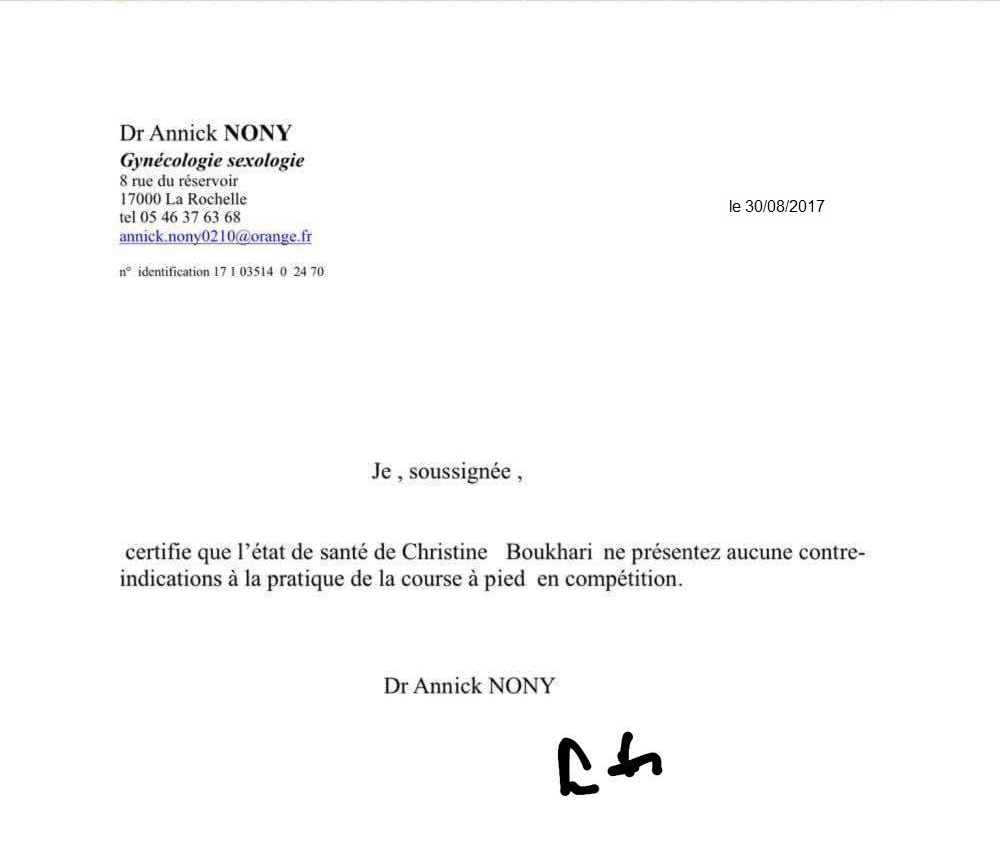 Dr Annick NONY
Gynécologie sexologie
8 rue du réservoir
17000 La Rochelle
tel 05 46 37 63 68
annick.nony0210@orange.fr
n° identification 17 1 03514 0 24 70
le 30/08/2017
Je , soussignée ,
certifie que l’état de santé de Christine Boukhari ne présentez aucune contre-
indications à la pratique de la course à pied en compétition.
Dr Annick NONY